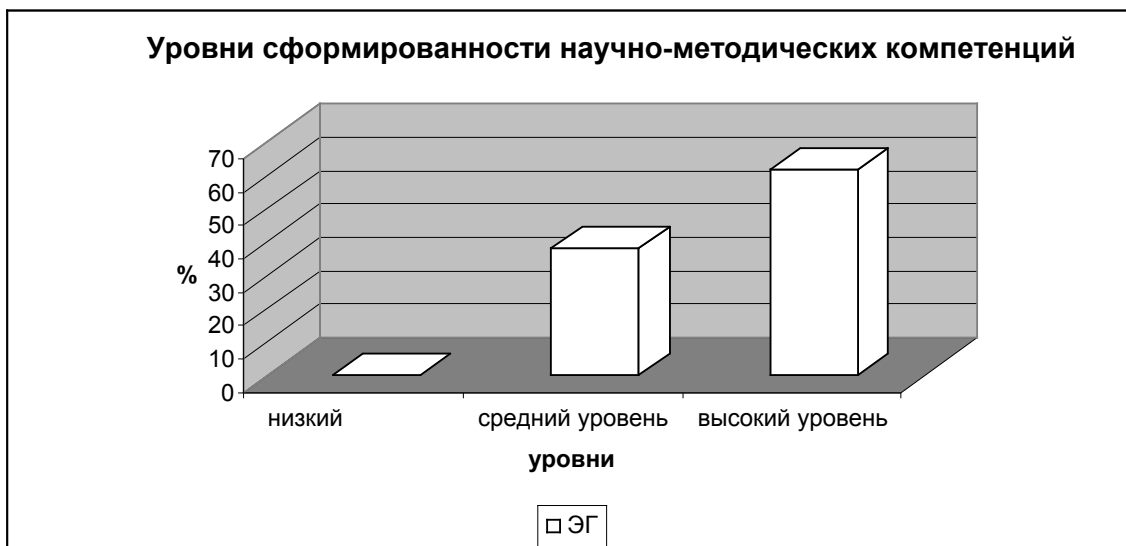 Уровни сформированности научно-методических компетенций
70
60
50
40
30
20
10
0
%
низкий средний уровень высокий уровень
уровни
ЭГ